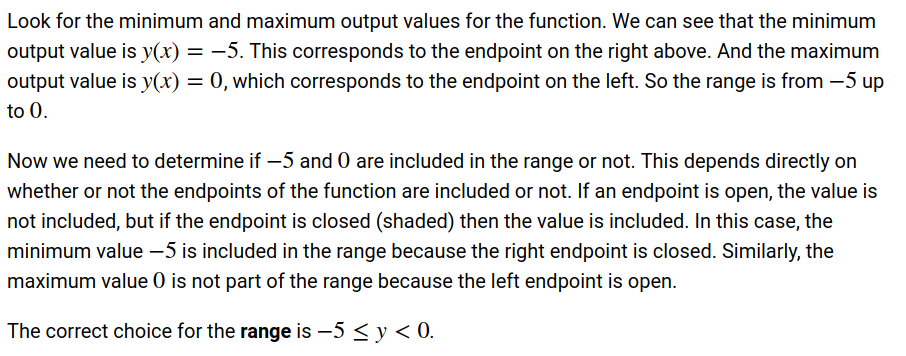 Look for the minimum and maximum output values for the function. We can see that the minimum
output value is y(x) = −5. This corresponds to the endpoint on the right above. And the maximum
output value is y(x) = 0, which corresponds to the endpoint on the left. So the range is from −5 up
to 0.
Now we need to determine if −5 and 0 are included in the range or not. This depends directly on
whether or not the endpoints of the function are included or not. If an endpoint is open, the value is
not included, but if the endpoint is closed (shaded) then the value is included. In this case, the
minimum value −5 is included in the range because the right endpoint is closed. Similarly, the
maximum value 0 is not part of the range because the left endpoint is open.
The correct choice for the range is −5 ≤ y < 0.